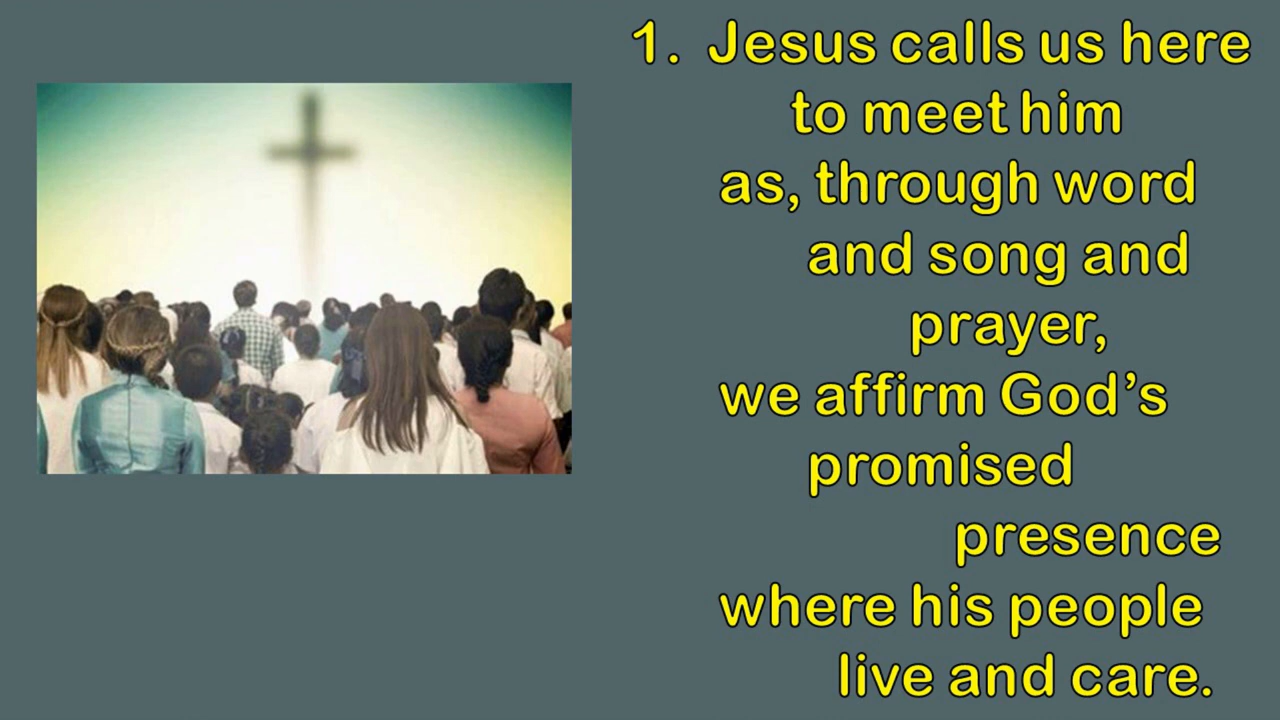 1. Jesus calls us here
to meet him
as, through word
and song and
prayer,
we affirm God’s
promised
presence
where his people
live and care.